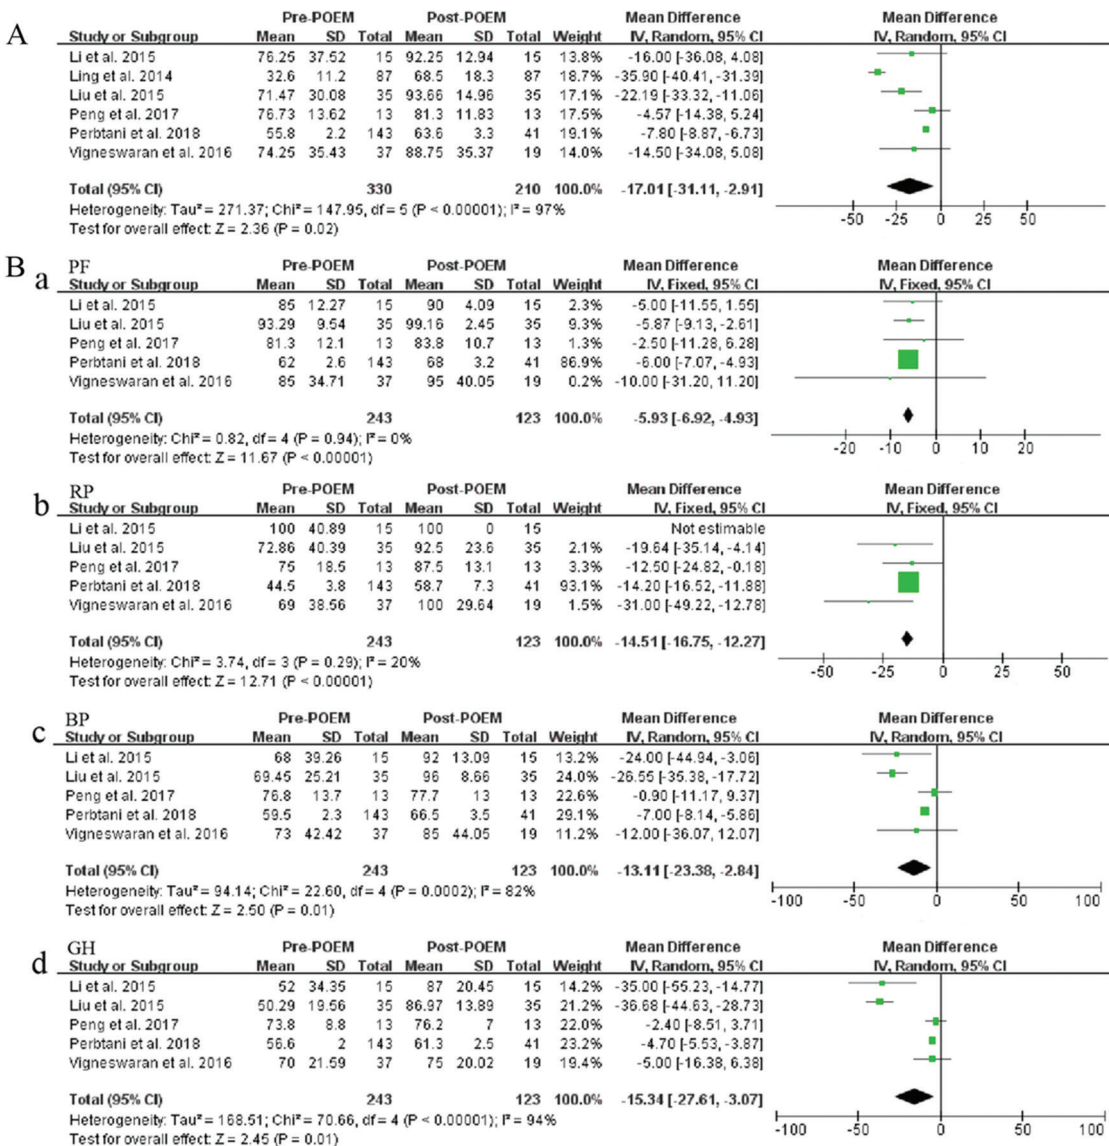 A
Pre-POEM Post-POEM Mean Difference Mean Difference
Study or Subgroup Mean SD Total Mean SD Total Weight IV, Random, 95% CI IV, Random, 95% CI
Li et al. 2015 76.25 37.52 15 92.25 12.94 15 13.8% -16.00 [-36.08, 4.08]
Ling et al. 2014 32.6 11.2 87 68.5 18.3 87 18.7% -35.90 [-40.41, -31.39]
Liu et al. 2015 71.47 30.08 35 93.66 14.96 35 17.1% -22.19 [-33.32, -11.06]
Peng et al. 2017 76.73 13.62 13 81.3 11.83 13 17.5% -4.57 [-14.38, 5.24]
Perbtani et al. 2018 55.8 2.2 143 63.6 3.3 41 19.1% -7.80 [-8.87, -6.73]
Vigneswaran et al. 2016 74.25 35.43 37 88.75 35.37 19 14.0% -14.50 [-34.08, 5.08]
Total (95% CI) 330 210 100.0% -17.01 [-31.11, -2.91]
Heterogeneity: Tau² = 271.37; Chi² = 147.95, df = 5 (P < 0.00001); I² = 97%
Test for overall effect: Z = 2.36 (P = 0.02)
-50 -25 0 25 50
B
a
PF
Pre-POEM Post-POEM Mean Difference Mean Difference
Study or Subgroup Mean SD Total Mean SD Total Weight IV, Fixed, 95% CI IV, Fixed, 95% CI
Li et al. 2015 85 12.27 15 90 4.09 15 2.3% -5.00 [-11.55, 1.55]
Liu et al. 2015 93.29 9.54 35 99.16 2.45 35 9.3% -5.87 [-9.13, -2.61]
Peng et al. 2017 81.3 12.1 13 83.8 10.7 13 1.3% -2.50 [-11.28, 6.28]
Perbtani et al. 2018 62 2.6 143 68 3.2 41 86.9% -6.00 [-7.07, -4.93]
Vigneswaran et al. 2016 85 34.71 37 95 40.05 19 0.2% -10.00 [-31.20, 11.20]
Total (95% CI) 243 123 100.0% -5.93 [-6.92, -4.93]
Heterogeneity: Chi² = 0.82, df = 4 (P = 0.94); I² = 0%
Test for overall effect: Z = 11.67 (P < 0.00001)
-20 -10 0 10 20
b
RP
Pre-POEM Post-POEM Mean Difference Mean Difference
Study or Subgroup Mean SD Total Mean SD Total Weight IV, Fixed, 95% CI IV, Fixed, 95% CI
Li et al. 2015 100 40.89 15 100 0 15 Not estimable
Liu et al. 2015 72.86 40.39 35 92.5 23.6 35 2.1% -19.64 [-35.14, -4.14]
Peng et al. 2017 75 18.5 13 87.5 13.1 13 3.3% -12.50 [-24.82, -0.18]
Perbtani et al. 2018 44.5 3.8 143 58.7 7.3 41 93.1% -14.20 [-16.52, -11.88]
Vigneswaran et al. 2016 69 38.56 37 100 29.64 19 1.5% -31.00 [-49.22, -12.78]
Total (95% CI) 243 123 100.0% -14.51 [-16.75, -12.27]
Heterogeneity: Chi² = 3.74, df = 3 (P = 0.29); I² = 20%
Test for overall effect: Z = 12.71 (P < 0.00001)
-50 -25 0 25 50
c
BP
Pre-POEM Post-POEM Mean Difference Mean Difference
Study or Subgroup Mean SD Total Mean SD Total Weight IV, Random, 95% CI IV, Random, 95% CI
Li et al. 2015 68 39.26 15 92 13.09 15 13.2% -24.00 [-44.94, -3.06]
Liu et al. 2015 69.45 25.21 35 96 8.66 35 24.0% -26.55 [-35.38, -17.72]
Peng et al. 2017 76.8 13.7 13 77.7 13 13 22.6% -0.90 [-11.17, 9.37]
Perbtani et al. 2018 59.5 2.3 143 66.5 3.5 41 29.1% -7.00 [-8.14, -5.86]
Vigneswaran et al. 2016 73 42.42 37 85 44.05 19 11.2% -12.00 [-36.07, 12.07]
Total (95% CI) 243 123 100.0% -13.11 [-23.38, -2.84]
Heterogeneity: Tau² = 94.14; Chi² = 22.60, df = 4 (P = 0.0002); I² = 82%
Test for overall effect: Z = 2.50 (P = 0.01)
-100 -50 0 50 100
d
GH
Pre-POEM Post-POEM Mean Difference Mean Difference
Study or Subgroup Mean SD Total Mean SD Total Weight IV, Random, 95% CI IV, Random, 95% CI
Li et al. 2015 52 34.35 15 87 20.45 15 14.2% -35.00 [-55.23, -14.77]
Liu et al. 2015 50.29 19.56 35 86.97 13.89 35 21.2% -36.68 [-44.63, -28.73]
Peng et al. 2017 73.8 8.8 13 76.2 7 13 22.0% -2.40 [-8.51, 3.71]
Perbtani et al. 2018 56.6 2 143 61.3 2.5 41 23.2% -4.70 [-5.53, -3.87]
Vigneswaran et al. 2016 70 21.59 37 75 20.02 19 19.4% -5.00 [-16.38, 6.38]
Total (95% CI) 243 123 100.0% -15.34 [-27.61, -3.07]
Heterogeneity: Tau² = 168.51; Chi² = 70.66, df = 4 (P < 0.00001); I² = 94%
Test for overall effect: Z = 2.45 (P = 0.01)
-100 -50 0 50 100